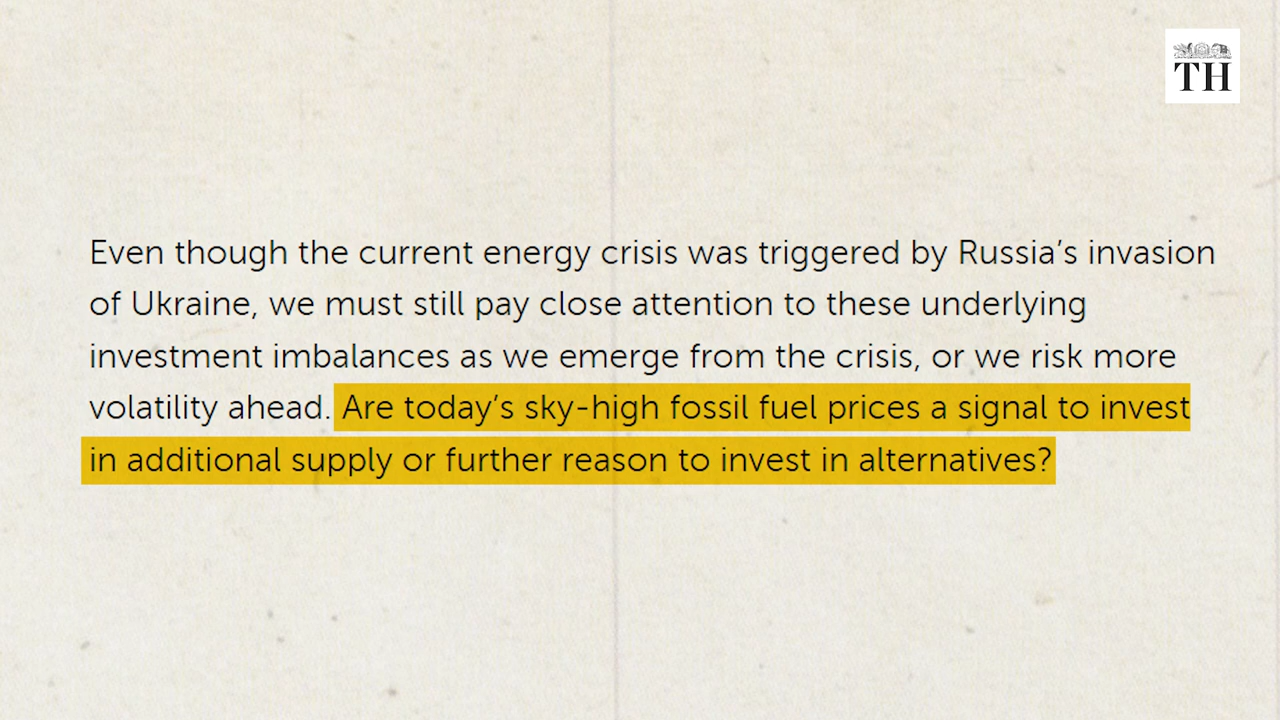 TH
Even though the current energy crisis was triggered by Russia’s invasion
of Ukraine, we must still pay close attention to these underlying
investment imbalances as we emerge from the crisis, or we risk more
volatility ahead. Are today’s sky-high fossil fuel prices a signal to invest
in additional supply or further reason to invest in alternatives?